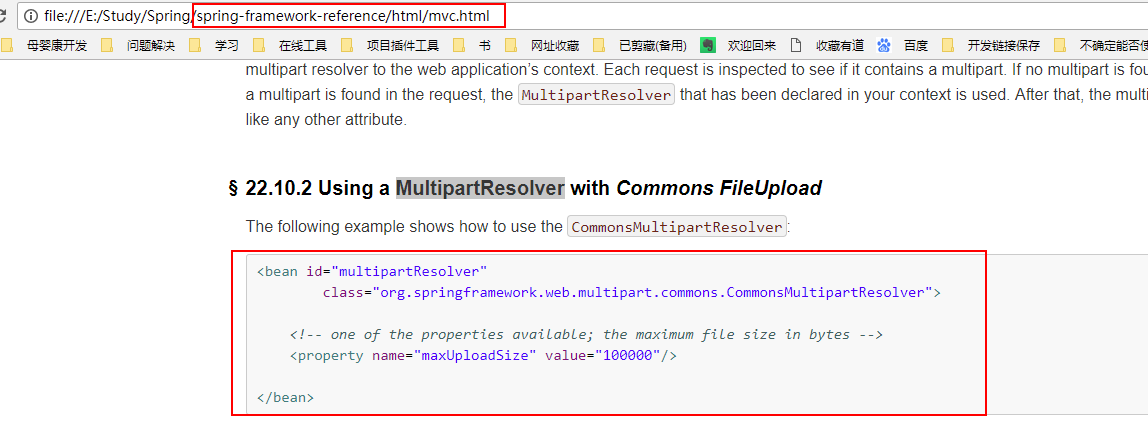 file:///E:/Study/Spring/spring-framework-reference/html/mvc.html
母婴康开发 问题解决 学习 在线工具 项目插件工具 书 网址收藏 已剪藏(备用) 欢迎回来 收藏有道 百度 开发链接保存 不确定能否使
multipart resolver to the web application's context. Each request is inspected to see if it contains a multipart. If no multipart is fou
a multipart is found in the request, the MultipartResolver that has been declared in your context is used. After that, the multi
like any other attribute.
§ 22.10.2 Using a MultipartResolver with Commons FileUpload
The following example shows how to use the CommonsMultipartResolver:
<bean id="multipartResolver"
class="org.springframework.web.multipart.commons.CommonsMultipartResolver">
<!-- one of the properties available; the maximum file size in bytes -->
<property name="maxUploadSize" value="100000"/>
</bean>